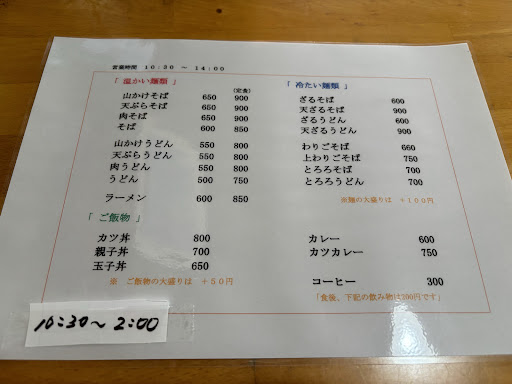 営業時間 10:30 ~ 14:00
「 温かい麺類 」
(定食)
山かけそば 650 900
天ぷらそば 650 900
肉そば 650 900
そば 600 850
山かけうどん 550 800
天ぷらうどん 550 800
肉うどん 550 800
うどん 500 750
ラーメン 600 850
「 ご飯物 」
カツ丼 800
親子丼 700
玉子丼 650
※ ご飯物の大盛りは +50円
「 冷たい麺類 」
ざるそば 600
天ざるそば 900
ざるうどん 600
天ざるうどん 900
わりごそば 660
上わりごそば 750
とろろそば 700
とろろうどん 700
※麺の大盛りは +100円
カレー 600
カツカレー 750
コーヒー 300
「食後、下記の飲み物は200円です」
10:30~2:00